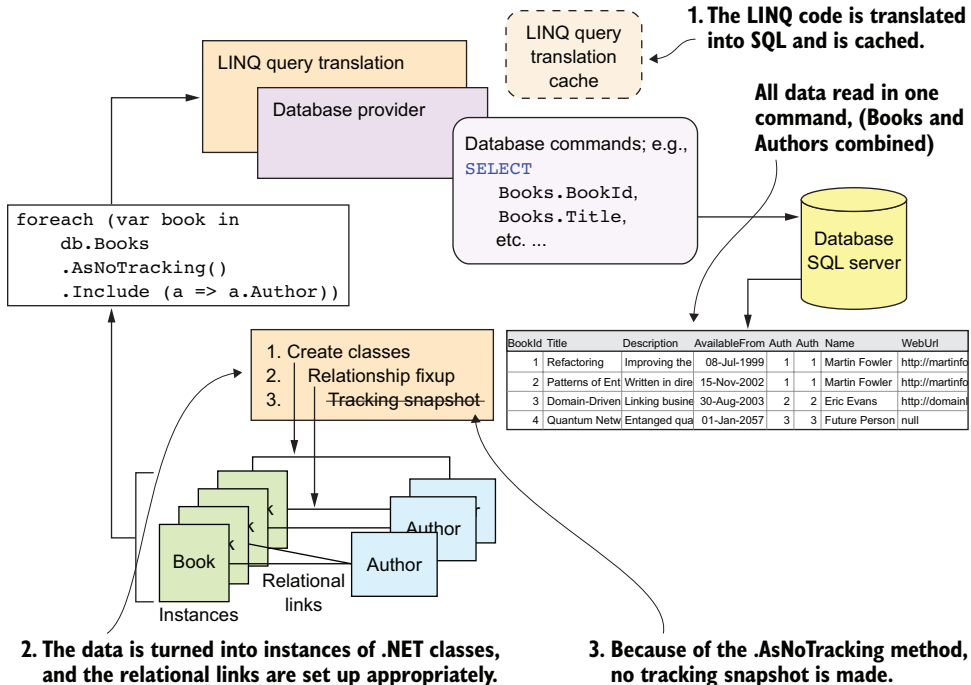 1. The LINQ code is translated
into SQL and is cached.
LINQ query
translation
cache
LINQ query translation
Database provider
All data read in one
command, (Books and
Authors combined)
Database commands; e.g.,
SELECT
Books.BookId,
Books.Title,
etc. ...
foreach (var book in
db.Books
.AsNoTracking()
.Include (a => a.Author))
Database
SQL server
BookId Title Description AvailableFrom Auth Auth Name WebUrl
1 Refactoring Improving the 08-Jul-1999 1 1 Martin Fowler http://martinfo
2 Patterns of Ent Written in dire 15-Nov-2002 1 1 Martin Fowler http://martinfo
3 Domain-Driven Linking busine 30-Aug-2003 2 2 Eric Evans http://domainl
4 Quantum Netw Entanged qua 01-Jan-2057 3 3 Future Person null
1. Create classes
2. Relationship fixup
3. Tracking snapshot
k
k
k
Book
r
Author
Author
Relational
links
Instances
2. The data is turned into instances of .NET classes,
and the relational links are set up appropriately.
3. Because of the .AsNoTracking method,
no tracking snapshot is made.